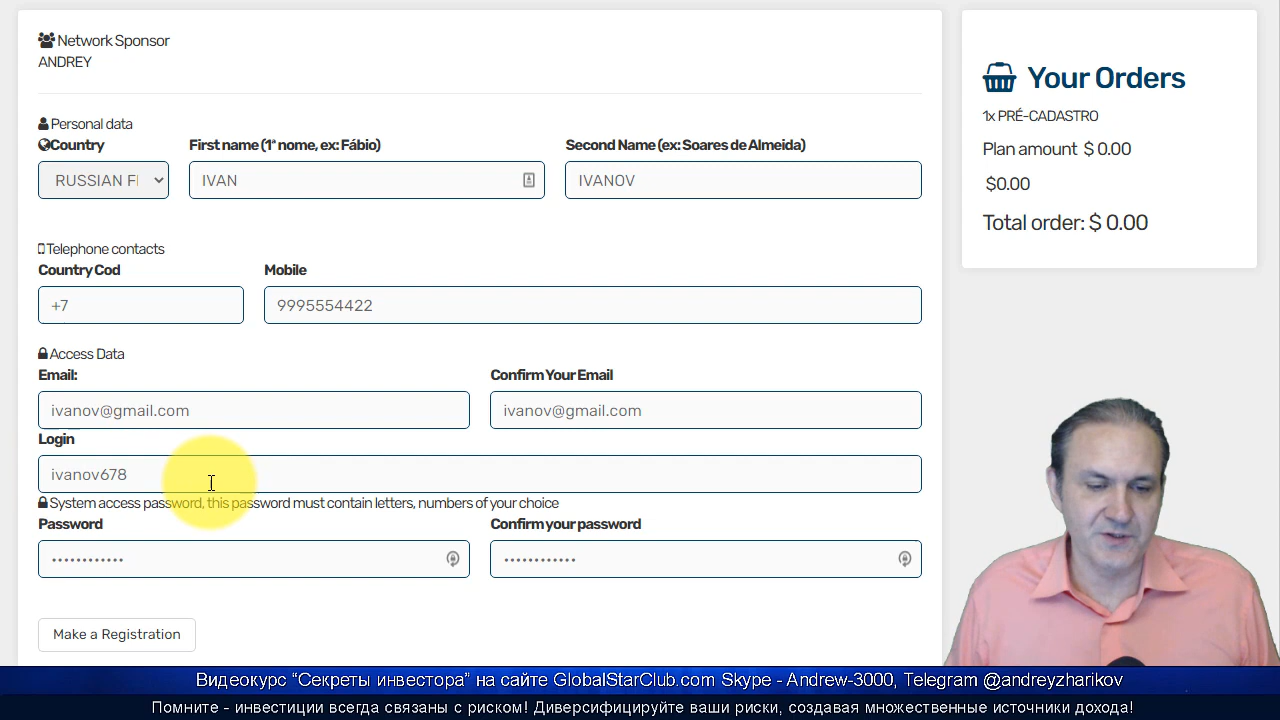 Network Sponsor
ANDREY
Personal data
Country
First name (1ª nome, ex: Fábio)
Second Name (ex: Soares de Almeida)
RUSSIAN FI
IVAN
IVANOV
Telephone contacts
Country Cod
Mobile
+7
9995554422
Access Data
Email:
Confirm Your Email
ivanov@gmail.com
ivanov@gmail.com
Login
ivanov678
System access password, this password must contain letters, numbers of your choice
Password
Confirm your password
••••••••••••
••••••••••••
Make a Registration
Your Orders
1x PRÉ-CADASTRO
Plan amount $ 0.00
$0.00
Total order: $ 0.00
Видеокурс "Секреты инвестора" на сайте GlobalStarClub.com Skype - Andrew-3000, Telegram @andreyzharikov
Помните - инвестиции всегда связаны с риском! Диверсифицируйте ваши риски, создавая множественные источники дохода!